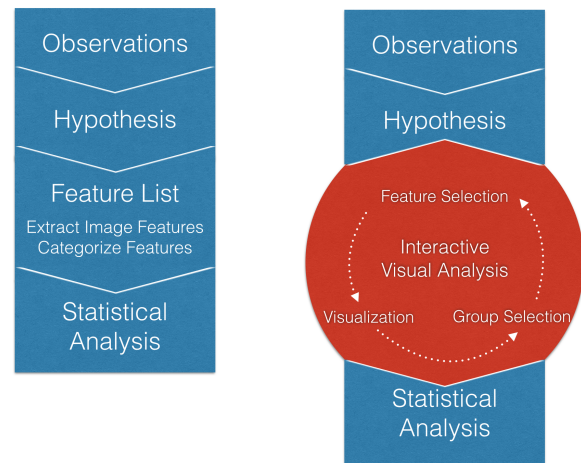 Observations
Hypothesis
Feature List
Extract Image Features
Categorize Features
Statistical
Analysis
Observations
Hypothesis
Feature Selection
Interactive
Visual Analysis
Visualization
Group Selection
Statistical
Analysis